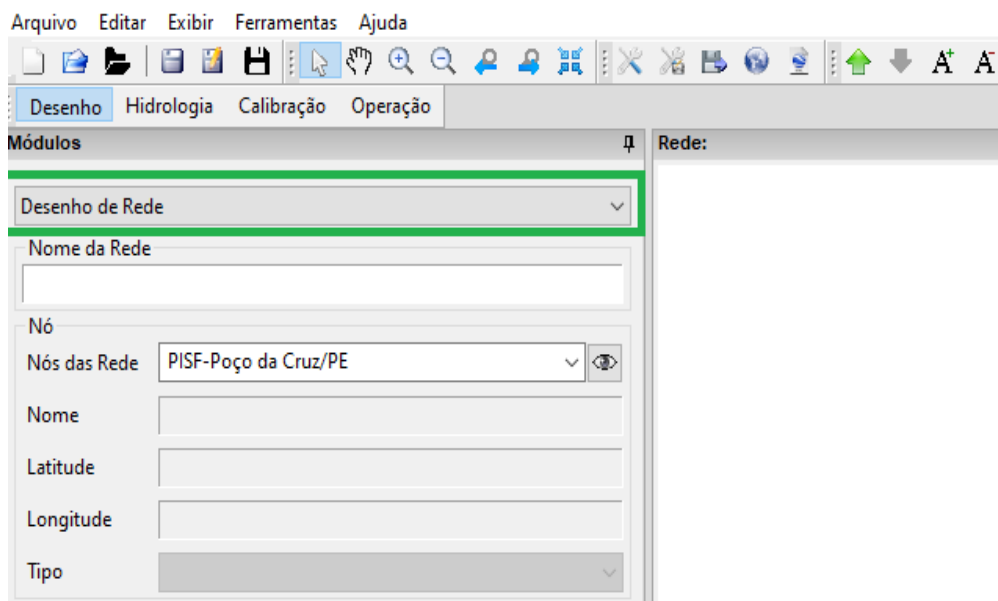 Arquivo Editar Exibir Ferramentas Ajuda
A+ A-
Desenho Hidrologia Calibração Operação
Módulos Rede:
Desenho de Rede
Nome da Rede
Nó
Nós das Rede PISF-Poço da Cruz/PE
Nome
Latitude
Longitude
Tipo